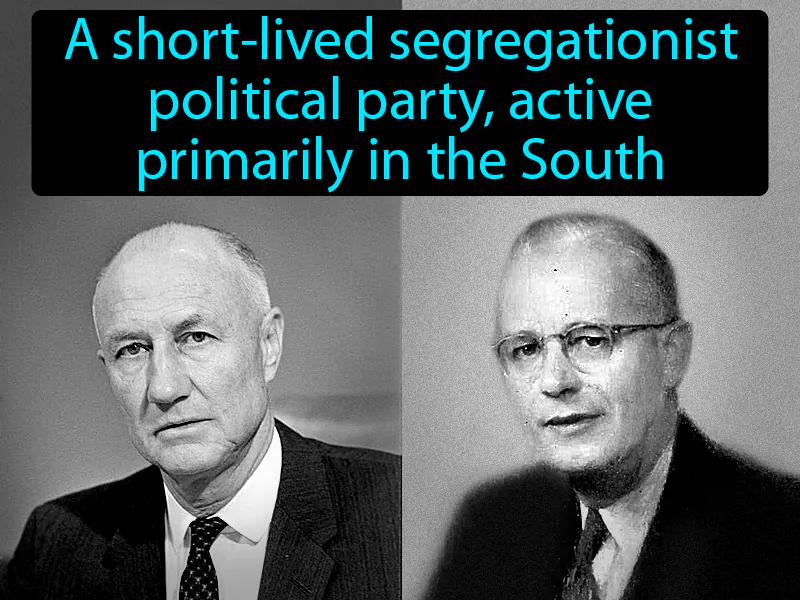 A short-lived segregationist
political party, active
primarily in the South